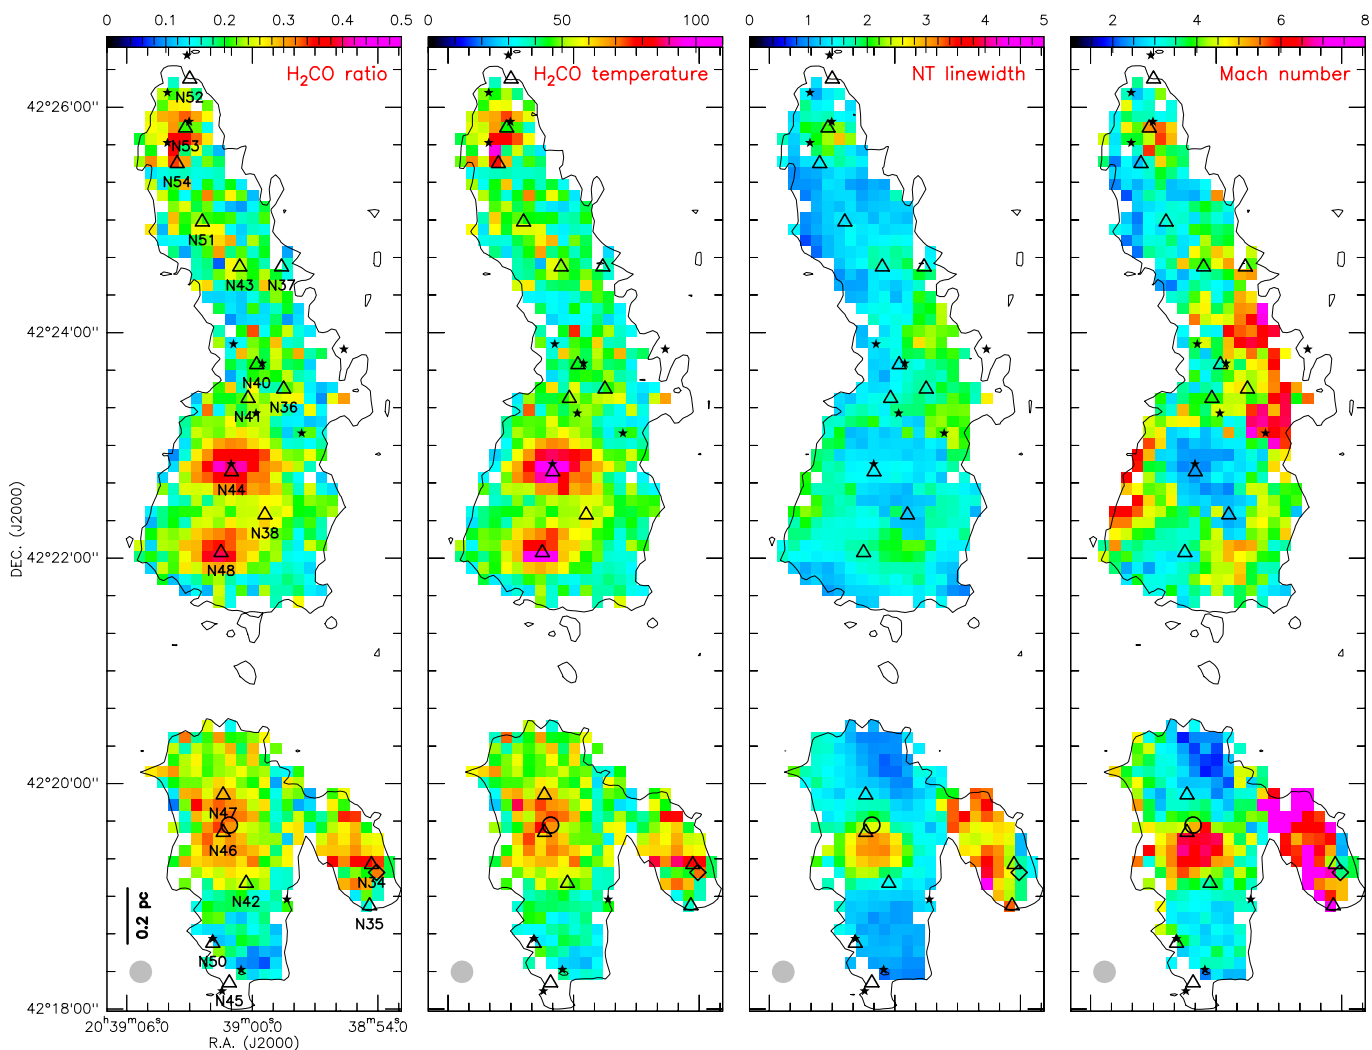 0 0.1 0.2 0.3 0.4 0.5
0 50 100
0 1 2 3 4 5
2 4 6 8
H2CO ratio
H2CO temperature
NT linewidth
Mach number
42°26'00"
42°24'00"
42°22'00"
42°20'00"
42°18'00"
DEC. (J2000)
N52
N53
N54
N51
N43
N37
N40
N36
N41
N44
N38
N48
N47
N46
N34
N42
N35
N50
N45
0.2 pc
20h39m06.s0 39m00.s0 38m54.s0
R.A. (J2000)